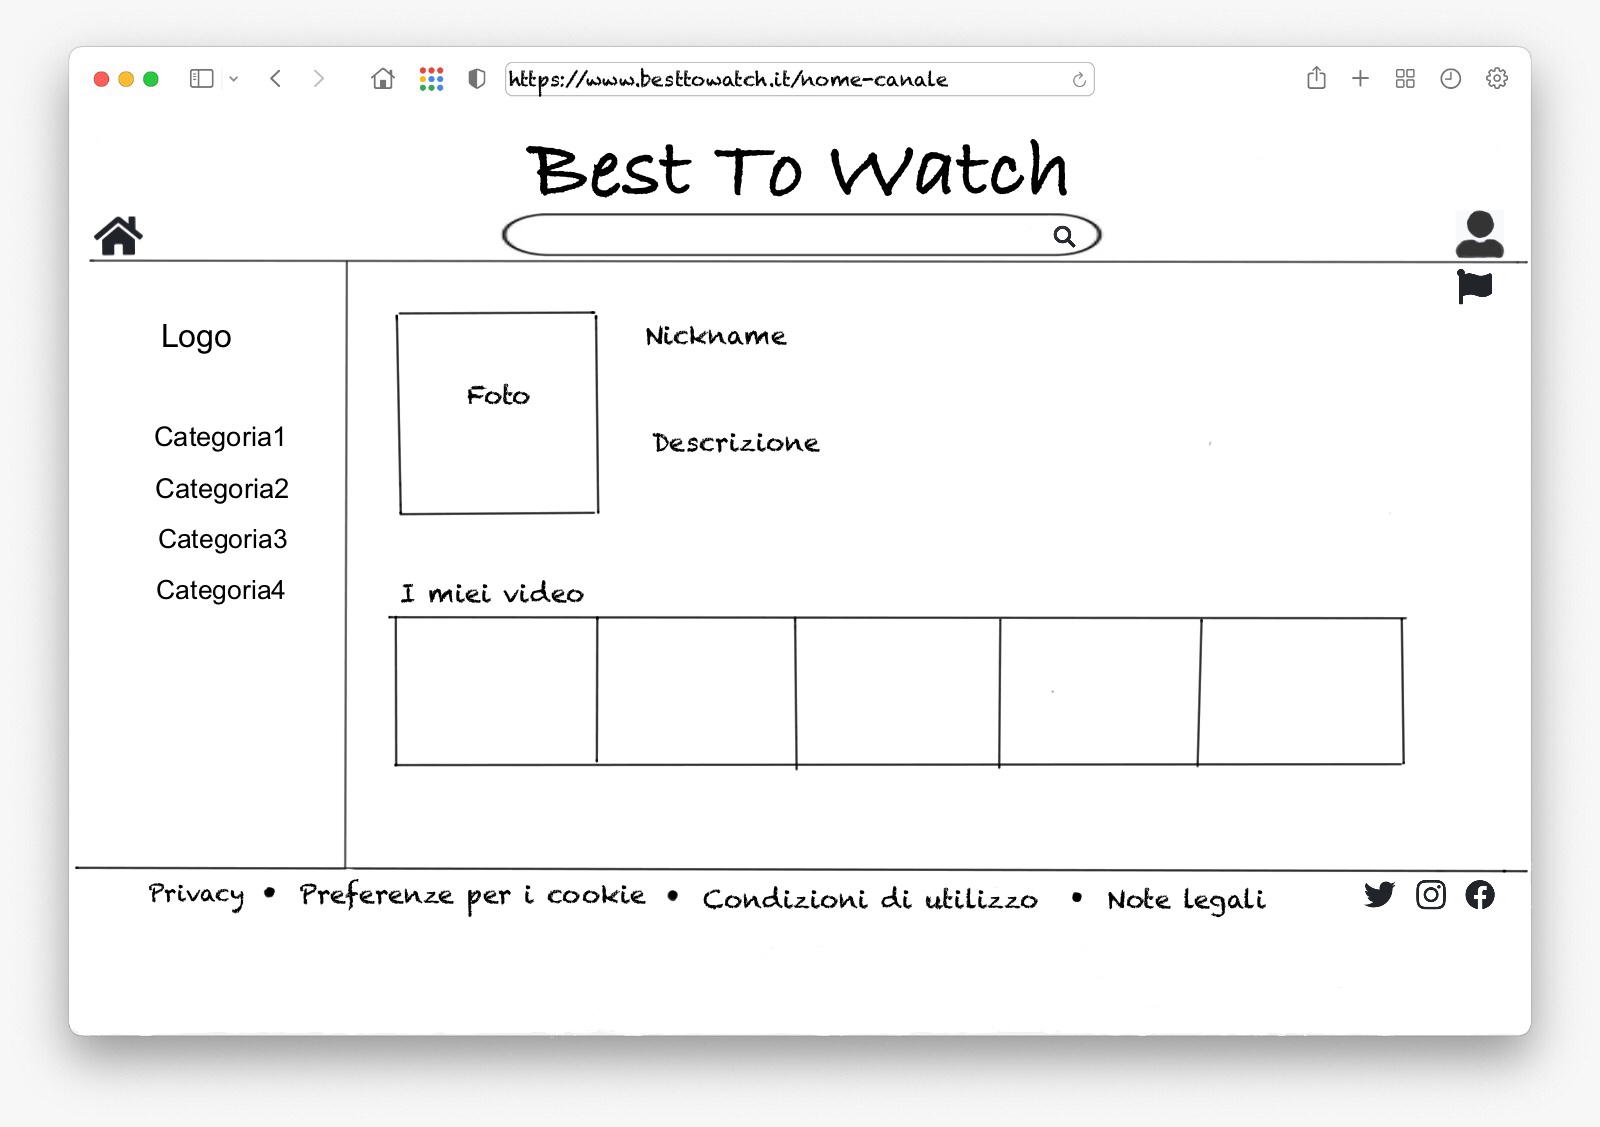 https://www.besttowatch.it/nome-canale
Best To Watch
Logo
Categoria1
Categoria2
Categoria3
Categoria4
Foto
Nickname
Descrizione
I miei video
Privacy • Preferenze per i cookie • Condizioni di utilizzo • Note legali